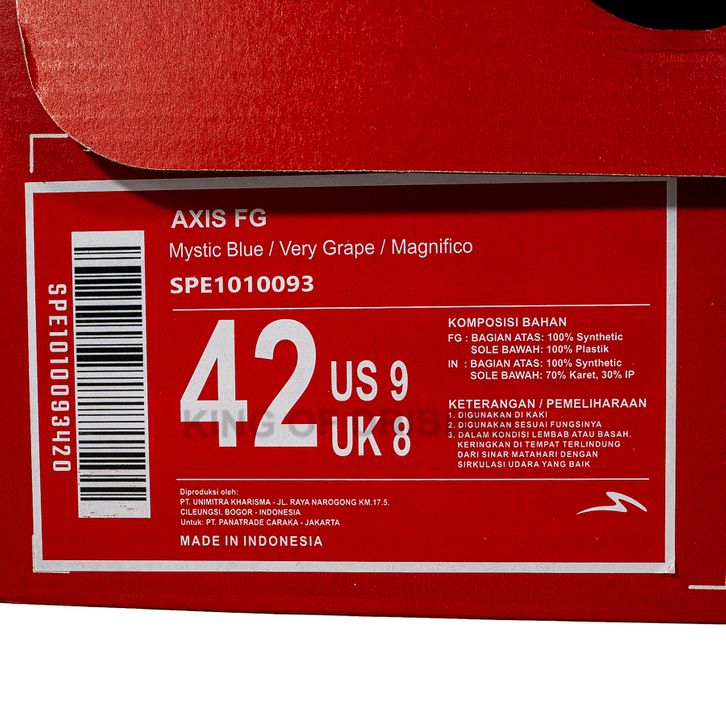 AXIS FG
Mystic Blue / Very Grape / Magnifico
SPE1010093
SPE1010093420
42
US 9
UK 8
KING OF
KOMPOSISI BAHAN
FG : BAGIAN ATAS: 100% Synthetic
SOLE BAWAH: 100% Plastik
IN : BAGIAN ATAS: 100% Synthetic
SOLE BAWAH: 70% Karet, 30% IP
KETERANGAN / PEMELIHARAAN
1. DIGUNAKAN DI KAKI
2. DIGUNAKAN SESUAI FUNGSINYA
3. DALAM KONDISI LEMBAB ATAU BASAH,
KERINGKAN DI TEMPAT TERLINDUNG
DARI SINAR MATAHARI DENGAN
SIRKULASI UDARA YANG BAIK
Diproduksi oleh:
PT. UNIMITRA KHARISMA - JL. RAYA NAROGONG KM.17.5.
CILEUNGSI, BOGOR - INDONESIA
Untuk: PT. PANATRADE CARAKA - JAKARTA
MADE IN INDONESIA